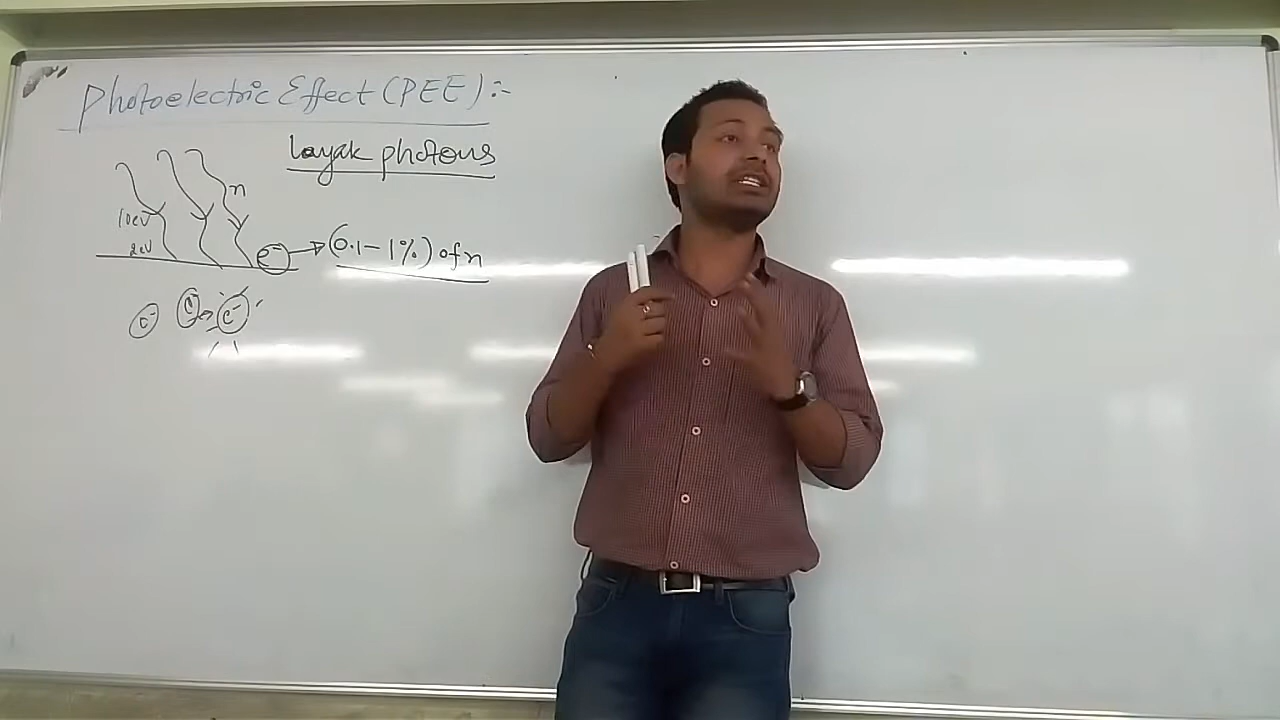 Photoelectric Effect (PEE) :-
Layak photons
n
10eV
2eV
e⁻ → (0.1 - 1%) of n
e⁻ e⁻ e⁻